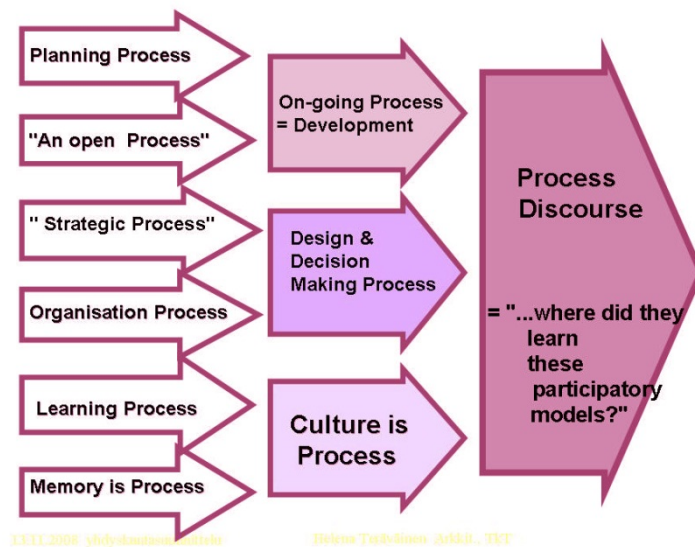 Planning Process
"An open Process"
" Strategic Process"
Organisation Process
Learning Process
Memory is Process
On-going Process
= Development
Design &
Decision
Making Process
Culture is
Process
Process
Discourse
= "...where did they
learn
these
participatory
models?"